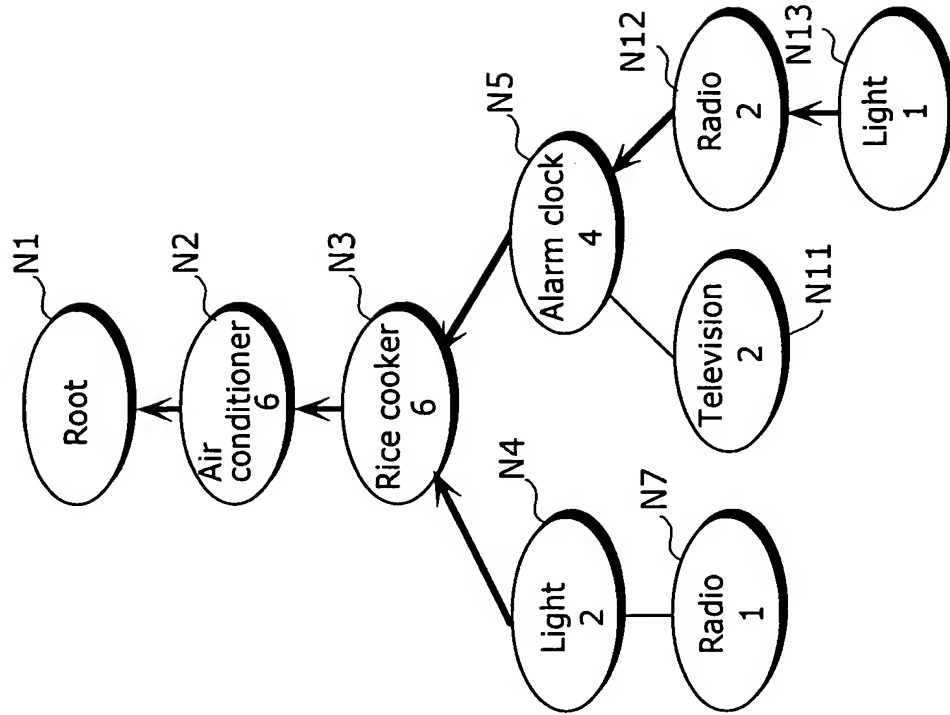 N1
Root
N2
Air
conditioner
6
N3
Rice cooker
6
N4
Light
2
N5
Alarm clock
4
N7
Radio
1
Television
2
N11
N12
Radio
2
N13
Light
1